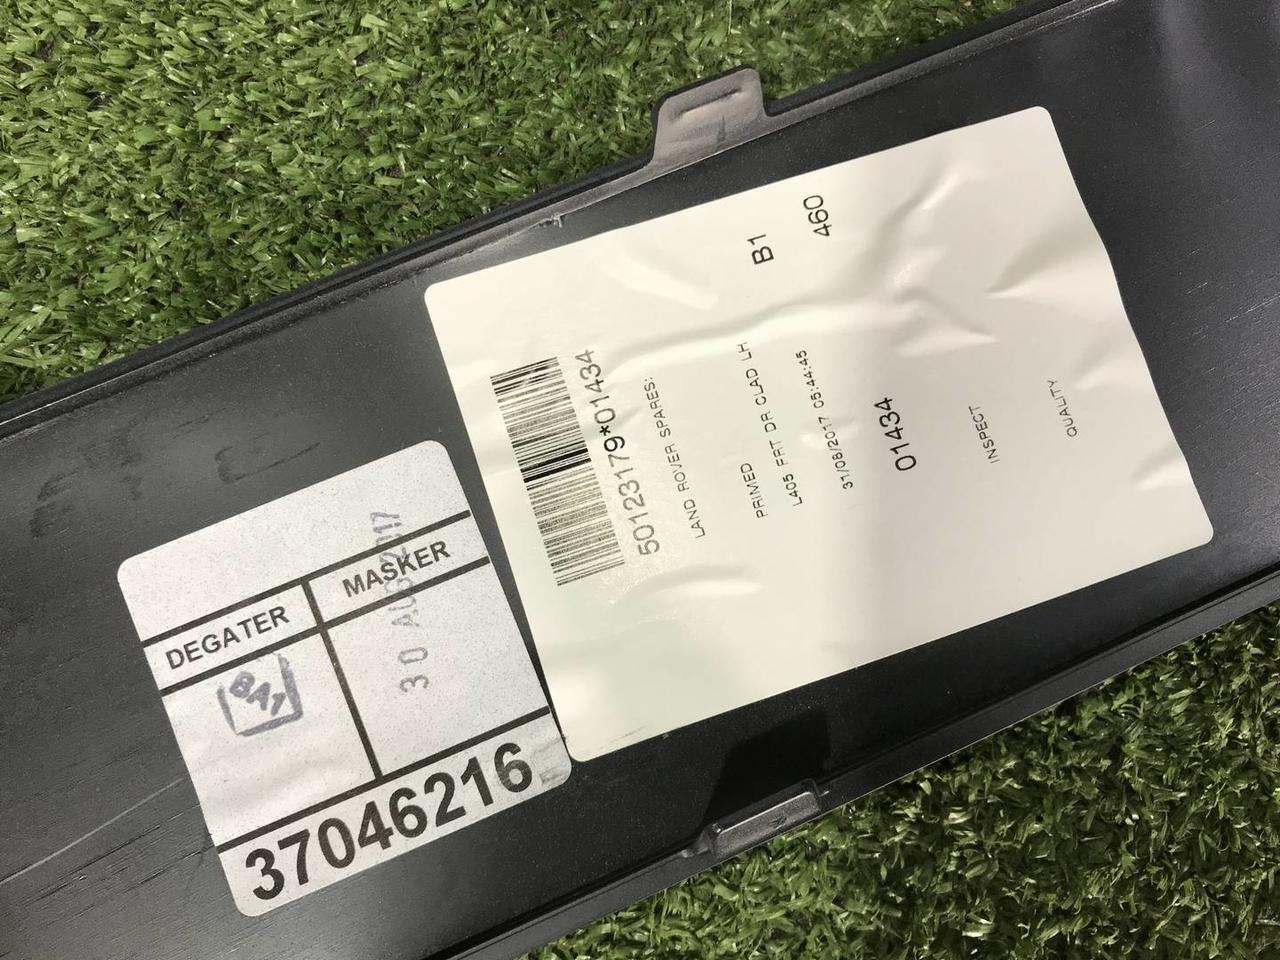 DEGATER
MASKER
30 AUG 2017
BA7
37046216
50123179*01434
LAND ROVER SPARES:
B1
PRIMED
L405 FRT DR CLAD LH
460
31/08/2017 05:44:45
01434
INSPECT
QUALITY